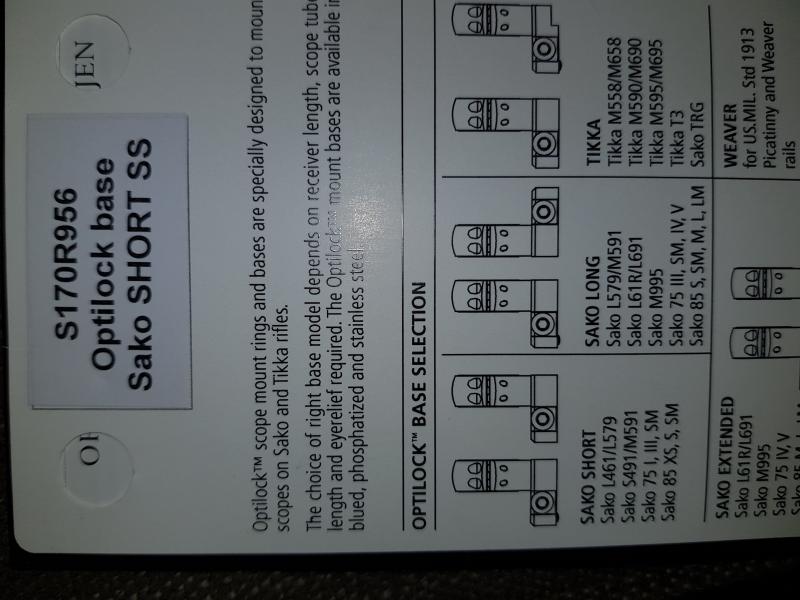 JEN
OP
S170R956
Optilock base
Sako SHORT SS
Optilock™ scope mount rings and bases are specially designed to moun
scopes on Sako and Tikka rifles.
The choice of right base model depends on receiver length, scope tube
length and eyerelief required. The Optilock™ mount bases are available in
blued, phosphatized and stainless steel.
OPTILOCK™ BASE SELECTION
SAKO SHORT
Sako L461/L579
Sako S491/M591
Sako 75 I, III, SM
Sako 85 XS, S, SM
SAKO LONG
Sako L579/M591
Sako L61R/L691
Sako M995
Sako 75 III, SM, IV, V
Sako 85 S, SM, M, L, LM
TIKKA
Tikka M558/M658
Tikka M590/M690
Tikka M595/M695
Tikka T3
Sako TRG
SAKO EXTENDED
Sako L61R/L691
Sako M995
Sako 75 IV, V
WEAVER
for US.MIL. Std 1913
Picatinny and Weaver
rails